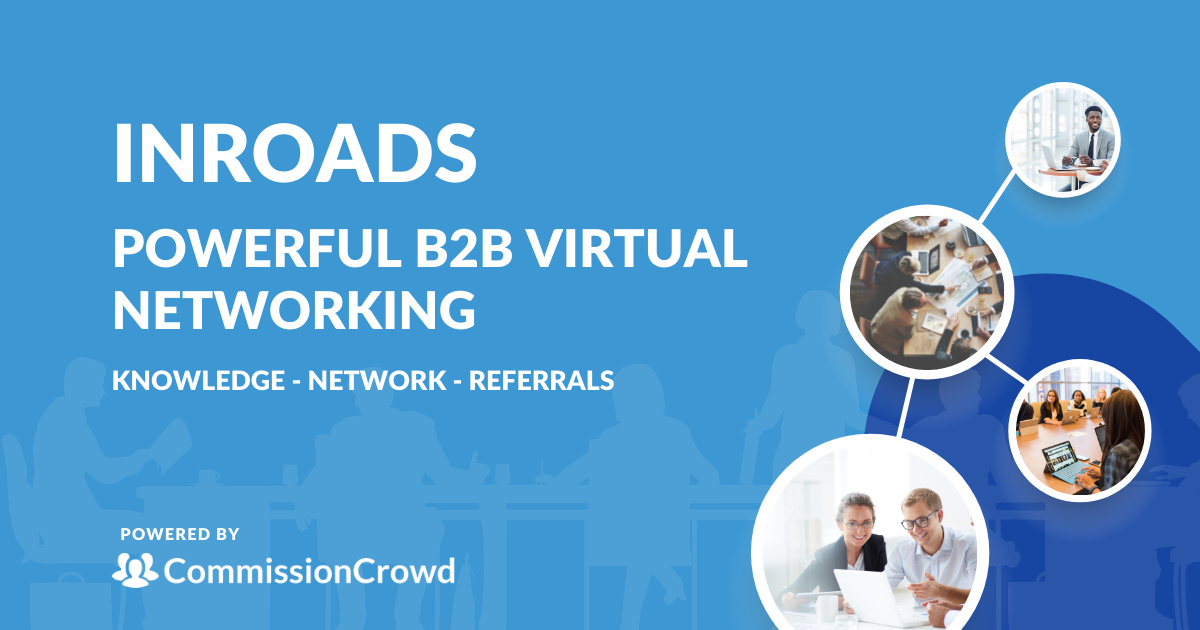 INROADS
POWERFUL B2B VIRTUAL
NETWORKING
KNOWLEDGE - NETWORK - REFERRALS
POWERED BY
CommissionCrowd